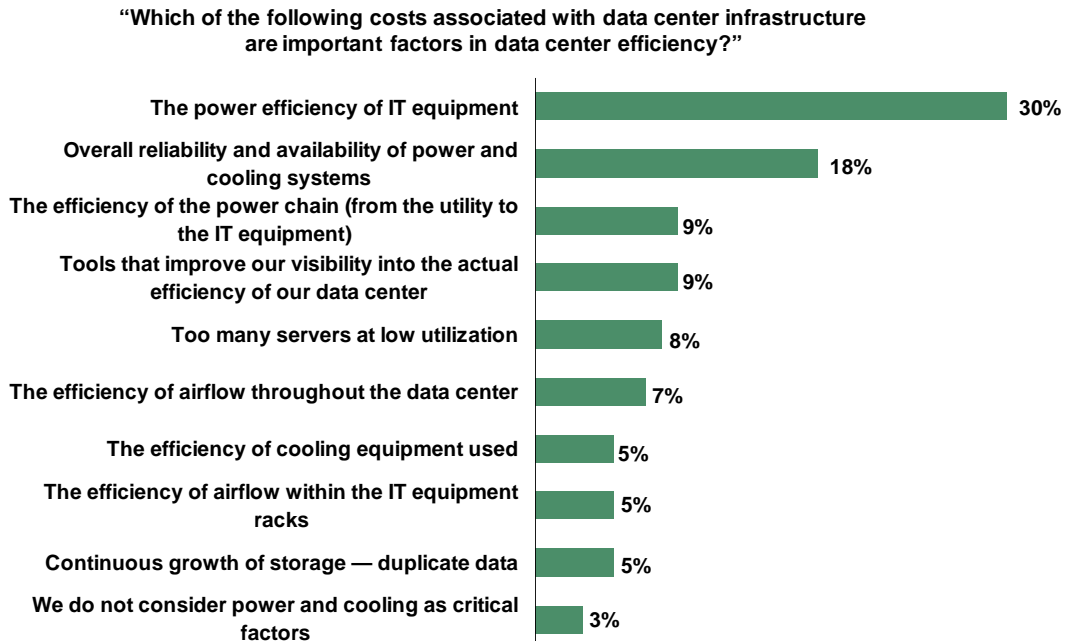 “Which of the following costs associated with data center infrastructure
are important factors in data center efficiency?”
The power efficiency of IT equipment
30%
Overall reliability and availability of power and
cooling systems
18%
The efficiency of the power chain (from the utility to
the IT equipment)
9%
Tools that improve our visibility into the actual
efficiency of our data center
9%
Too many servers at low utilization
8%
The efficiency of airflow throughout the data center
7%
The efficiency of cooling equipment used
5%
The efficiency of airflow within the IT equipment
racks
5%
Continuous growth of storage — duplicate data
5%
We do not consider power and cooling as critical
factors
3%